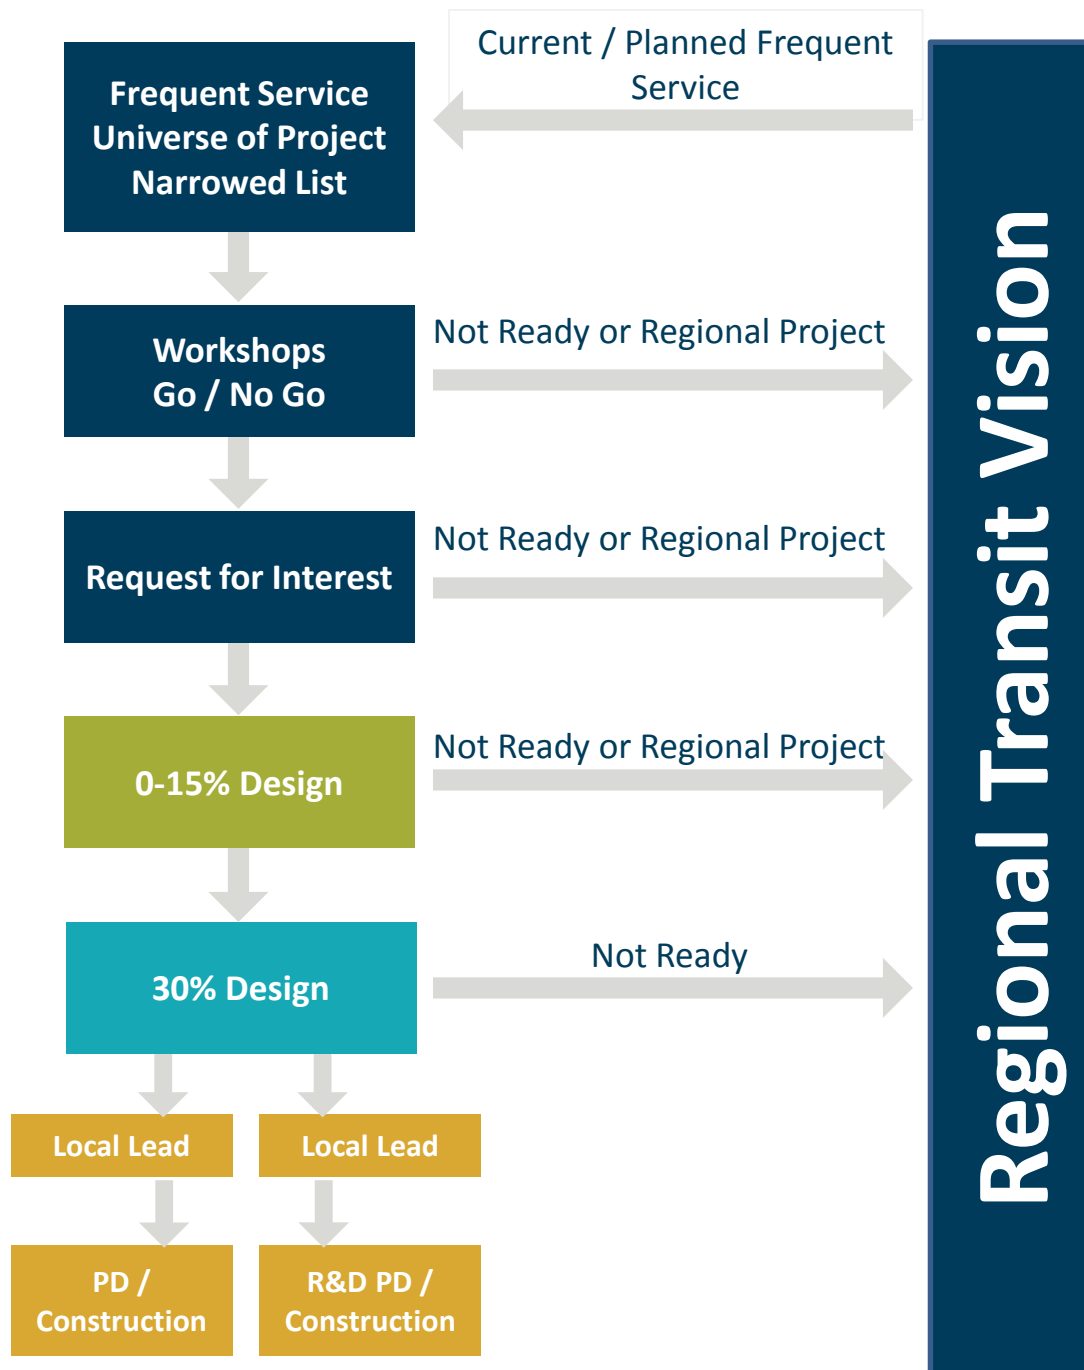 Current / Planned Frequent
Service
Frequent Service
Universe of Project
Narrowed List
Workshops
Go / No Go
Not Ready or Regional Project
Request for Interest
Not Ready or Regional Project
0-15% Design
Not Ready or Regional Project
30% Design
Not Ready
Local Lead
Local Lead
PD /
Construction
R&D PD /
Construction
Regional Transit Vision